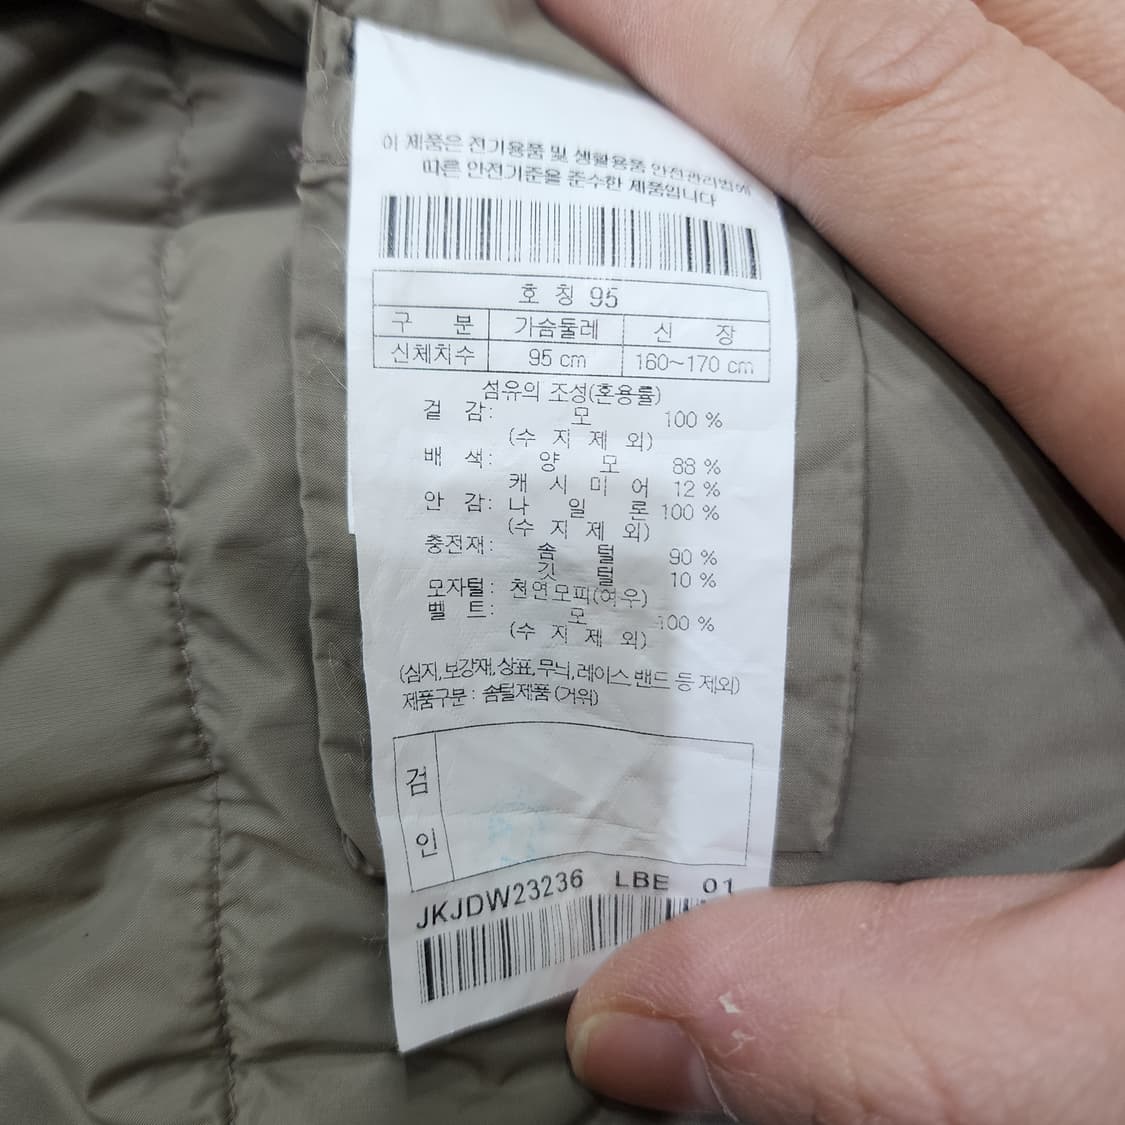 이 제품은 전기용품 및 생활용품 안전관리법에
따른 안전기준을 준수한 제품입니다
호 칭 95
구 분 가슴둘레 신 장
신체치수 95 cm 160~170 cm
섬유의 조성(혼용률)
겉 감: 모 100 %
(수 지 제 외)
배 색: 양 모 88 %
캐 시 미 어 12 %
안 감: 나 일 론 100 %
(수 지 제 외)
충전재: 솜 털 90 %
깃 털 10 %
모자털: 천연모피(여우)
벨 트: 모 100 %
(수 지 제 외)
(심지,보강재,상표,무늬,레이스 밴드 등 제외)
제품구분 : 솜털제품 (거위)
검
인
JKJDW23236 LBE 01